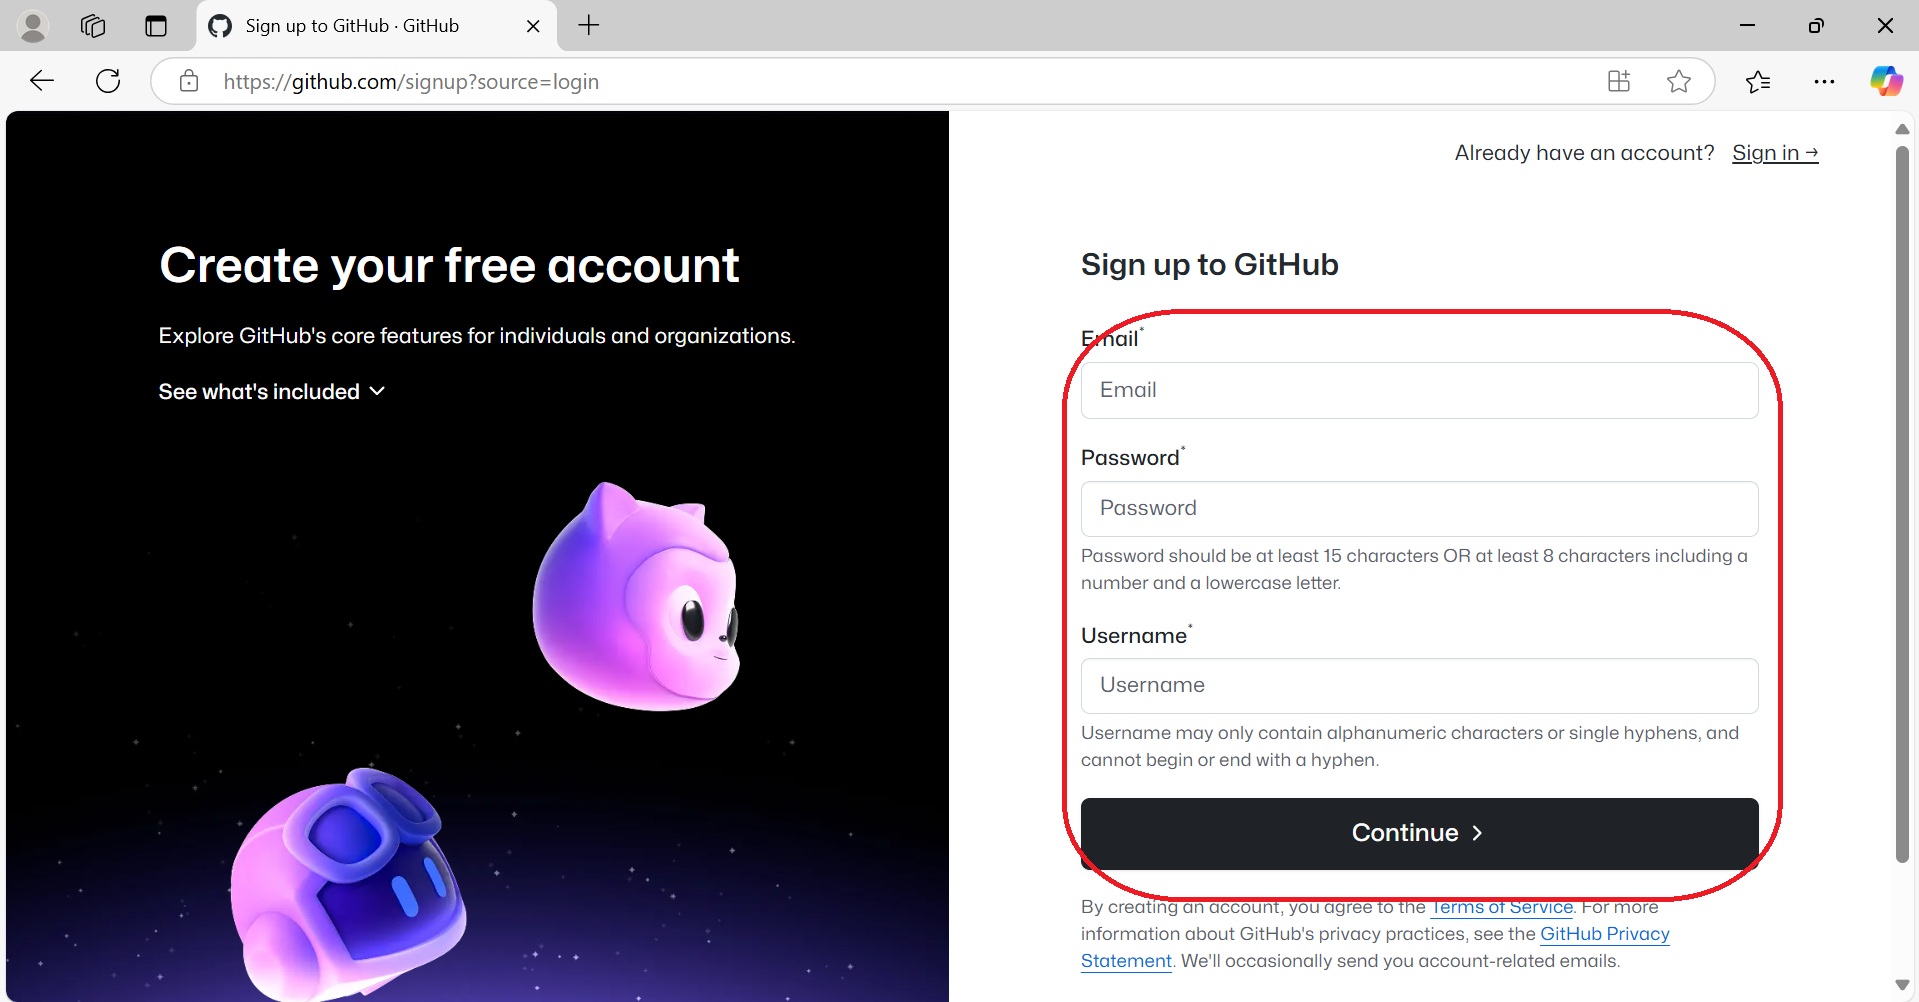 Sign up to GitHub · GitHub
https://github.com/signup?source=login
Already have an account? Sign in →
Create your free account
Explore GitHub's core features for individuals and organizations.
See what's included
Sign up to GitHub
Email*
Email
Password*
Password
Password should be at least 15 characters OR at least 8 characters including a
number and a lowercase letter.
Username*
Username
Username may only contain alphanumeric characters or single hyphens, and
cannot begin or end with a hyphen.
Continue
By creating an account, you agree to the Terms of Service. For more
information about GitHub's privacy practices, see the GitHub Privacy
Statement. We'll occasionally send you account-related emails.